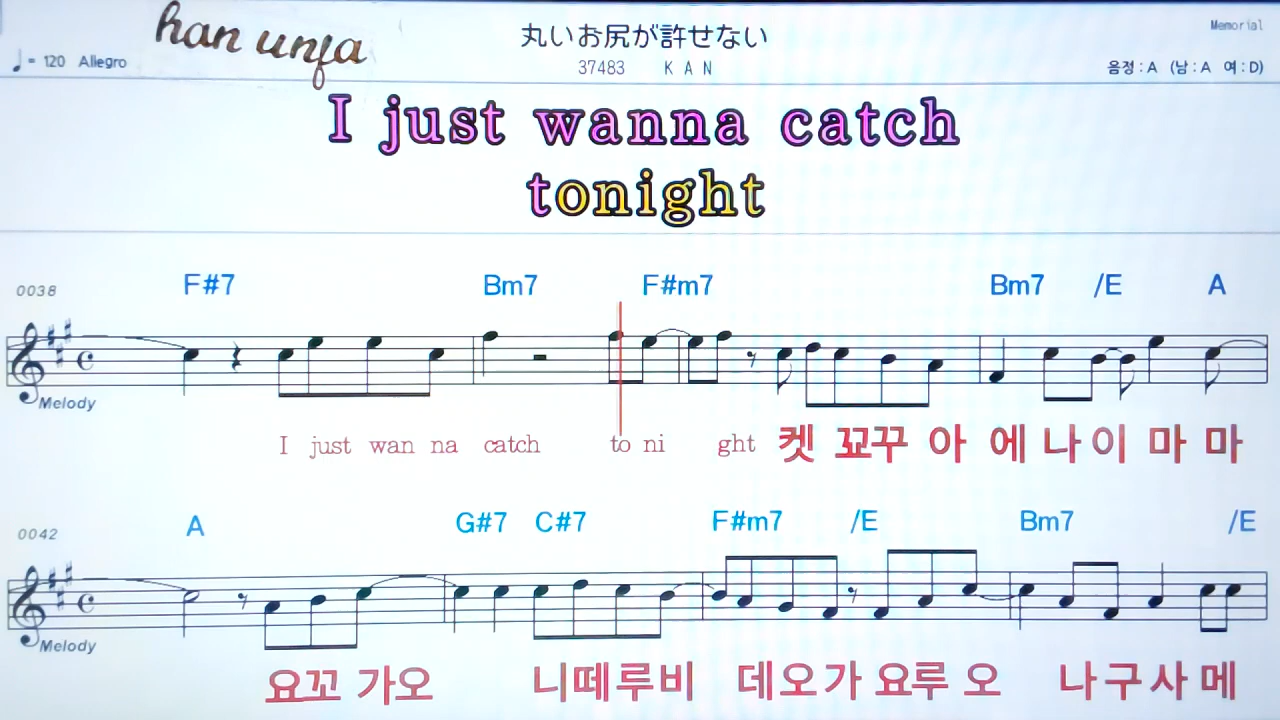 han unfa
丸いお尻が許せない
Memorial
♩= 120 Allegro
37483 KAN
음정:A (남:A 여:D)
I just wanna catch
tonight
0038 F#7 Bm7 F#m7 Bm7 /E A
Melody
I just wan na catch to ni ght 켓 꼬꾸 아 에 나 이 마 마
0042 A G#7 C#7 F#m7 /E Bm7 /E
Melody
요꼬 가오 니떼루비 데오가 요루 오 나구사 메